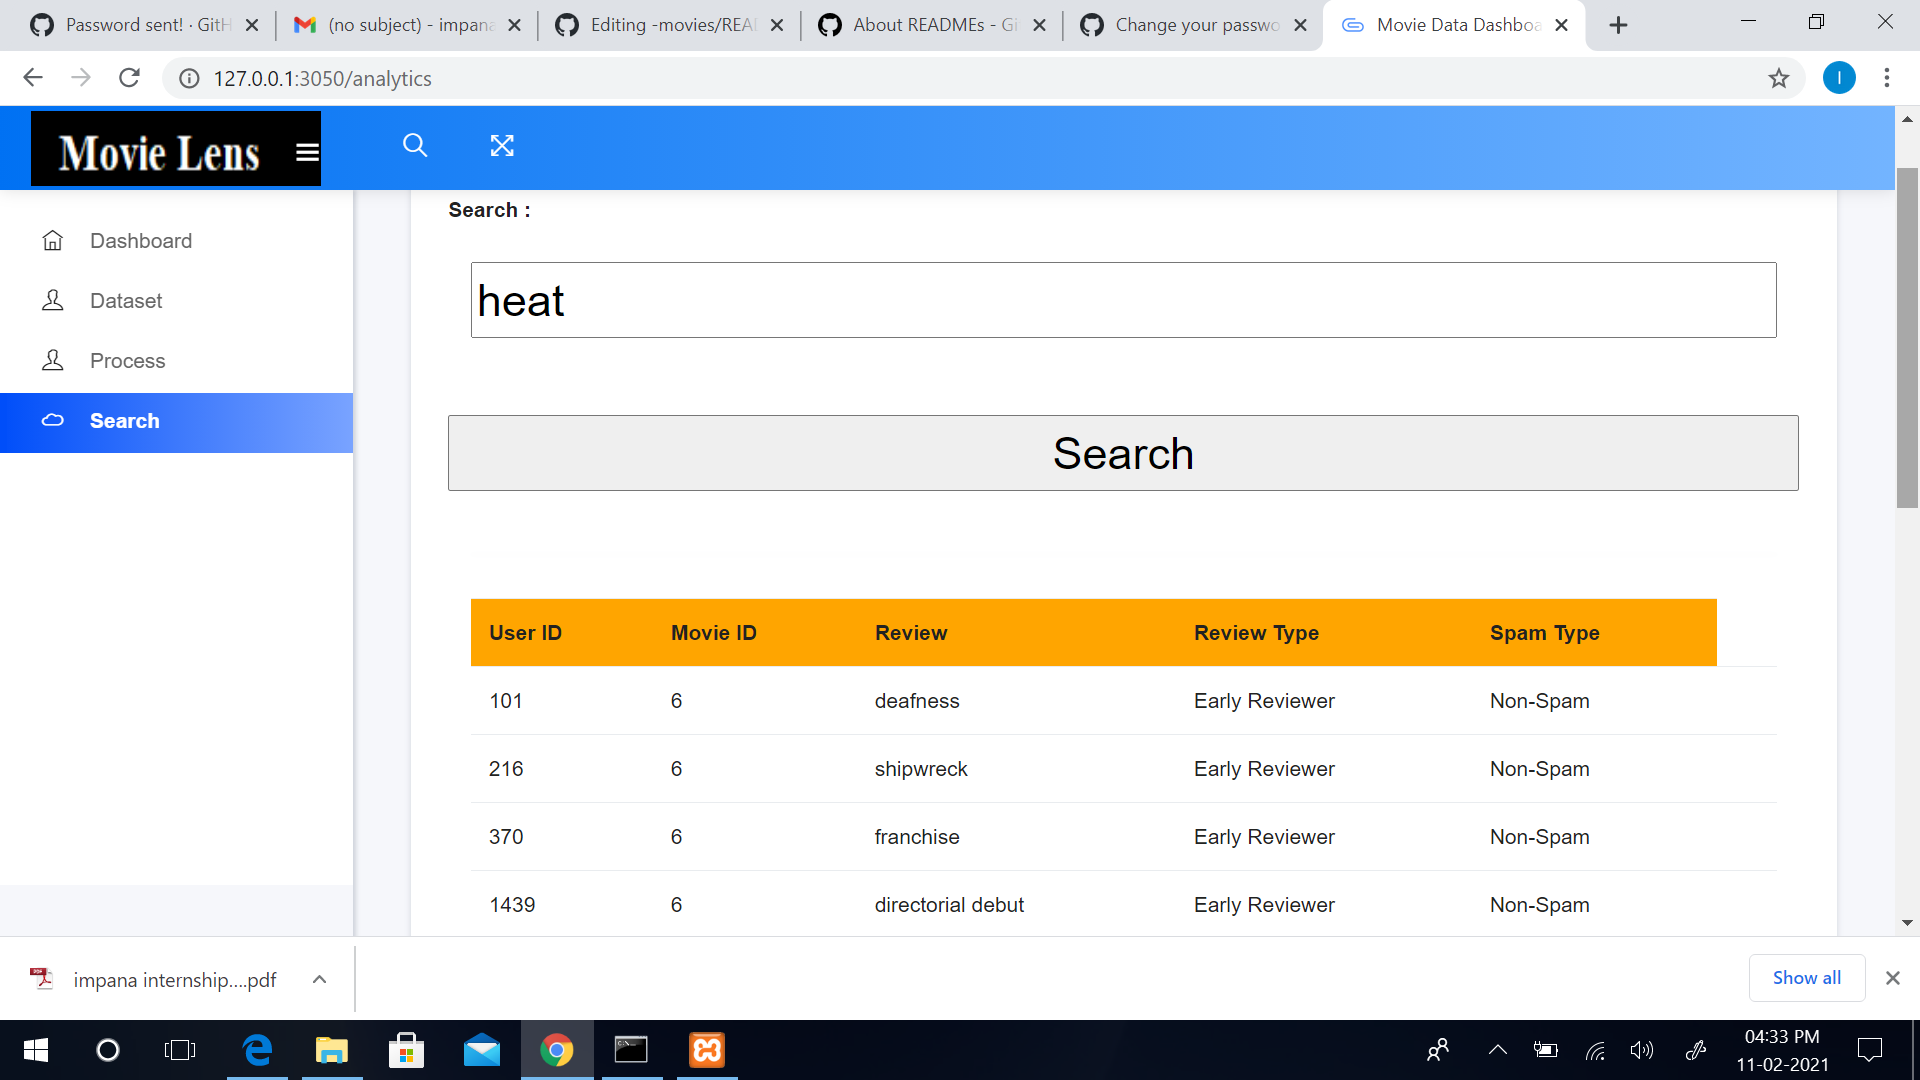 Password sent! · GitH
(no subject) - impana
Editing -movies/REA
About READMEs - Gi
Change your passwo
Movie Data Dashboa
127.0.0.1:3050/analytics
I
Movie Lens
Search :
Dashboard
Dataset
Process
Search
heat
Search
User ID Movie ID Review Review Type Spam Type
101 6 deafness Early Reviewer Non-Spam
216 6 shipwreck Early Reviewer Non-Spam
370 6 franchise Early Reviewer Non-Spam
1439 6 directorial debut Early Reviewer Non-Spam
impana internship....pdf
Show all
04:33 PM
11-02-2021